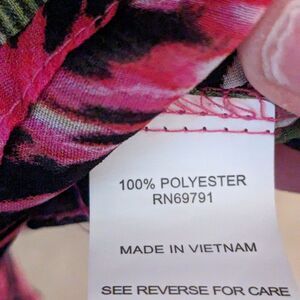 100% POLYESTER
RN69791
MADE IN VIETNAM
SEE REVERSE FOR CARE